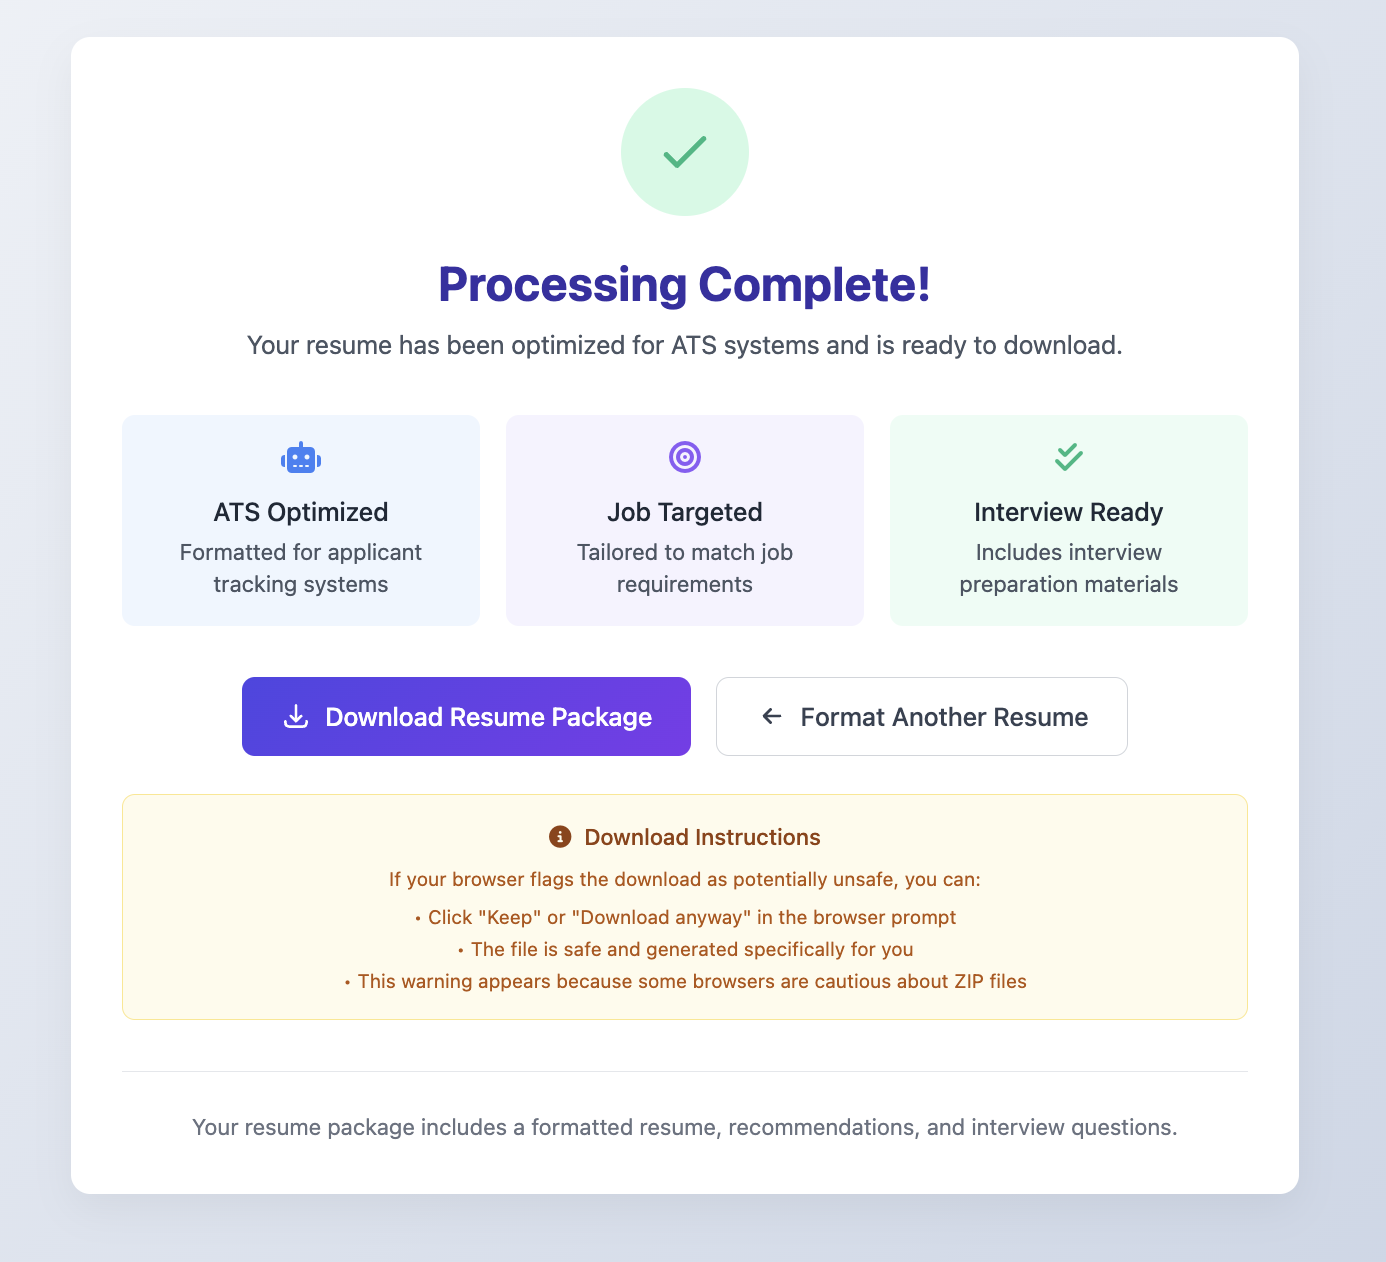 Processing Complete!
Your resume has been optimized for ATS systems and is ready to download.
ATS Optimized
Formatted for applicant
tracking systems
Job Targeted
Tailored to match job
requirements
Interview Ready
Includes interview
preparation materials
Download Resume Package
Format Another Resume
Download Instructions
If your browser flags the download as potentially unsafe, you can:
• Click "Keep" or "Download anyway" in the browser prompt
• The file is safe and generated specifically for you
• This warning appears because some browsers are cautious about ZIP files
Your resume package includes a formatted resume, recommendations, and interview questions.